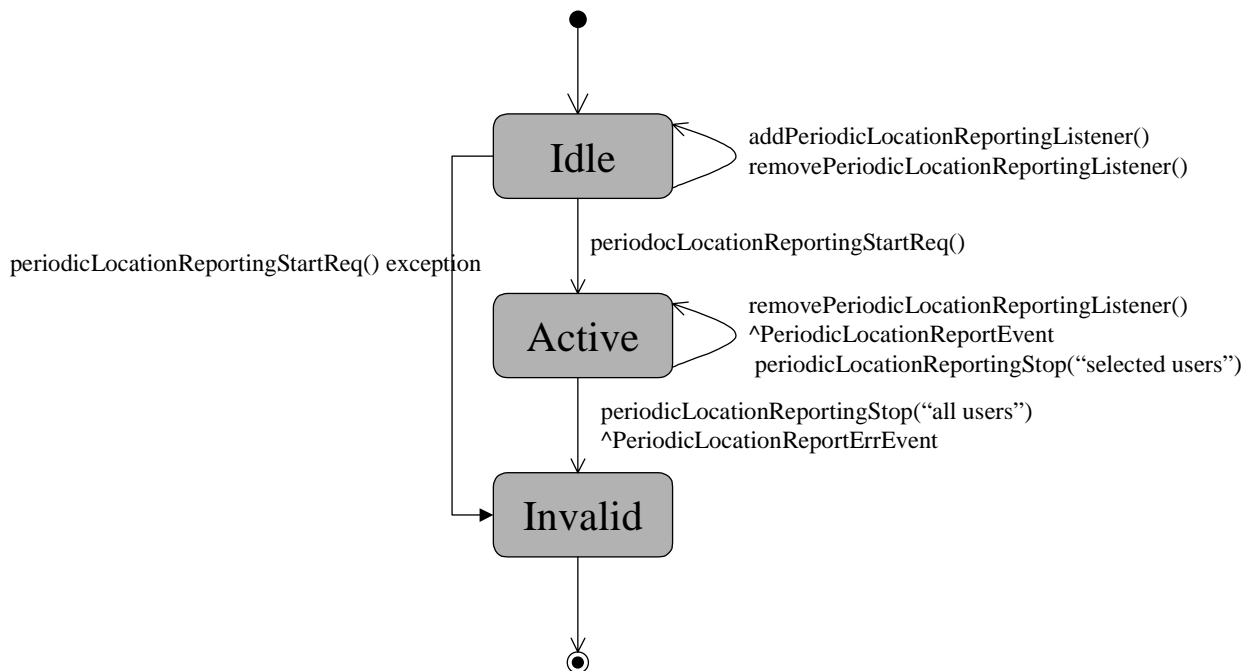 Idle
addPeriodicLocationReportingListener()
removePeriodicLocationReportingListener()
periodocLocationReportingStartReq()
periodicLocationReportingStartReq() exception
Active
removePeriodicLocationReportingListener()
^PeriodicLocationReportEvent
periodicLocationReportingStop(“selected users”)
periodicLocationReportingStop(“all users”)
^PeriodicLocationReportErrEvent
Invalid